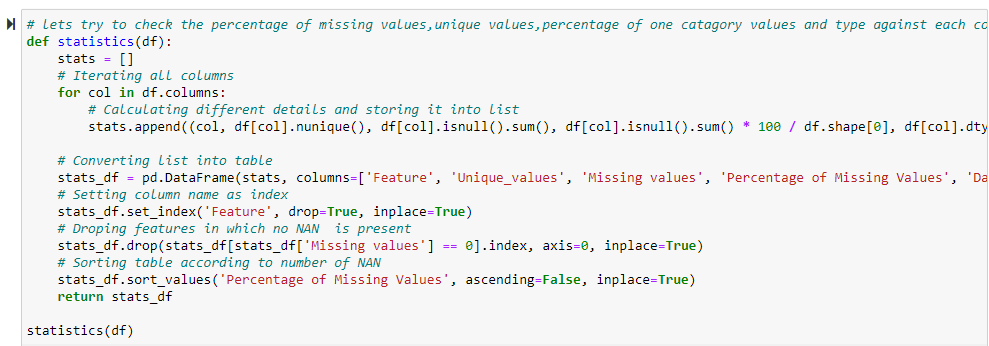 # lets try to check the percentage of missing values,unique values,percentage of one catagory values and type against each co
def statistics(df):
    stats = []
    # Iterating all columns
    for col in df.columns:
        # Calculating different details and storing it into list
        stats.append((col, df[col].nunique(), df[col].isnull().sum(), df[col].isnull().sum() * 100 / df.shape[0], df[col].dty
    # Converting list into table
    stats_df = pd.DataFrame(stats, columns=['Feature', 'Unique_values', 'Missing values', 'Percentage of Missing Values', 'Da
    # Setting column name as index
    stats_df.set_index('Feature', drop=True, inplace=True)
    # Droping features in which no NAN  is present
    stats_df.drop(stats_df[stats_df['Missing values'] == 0].index, axis=0, inplace=True)
    # Sorting table according to number of NAN
    stats_df.sort_values('Percentage of Missing Values', ascending=False, inplace=True)
    return stats_df
statistics(df)